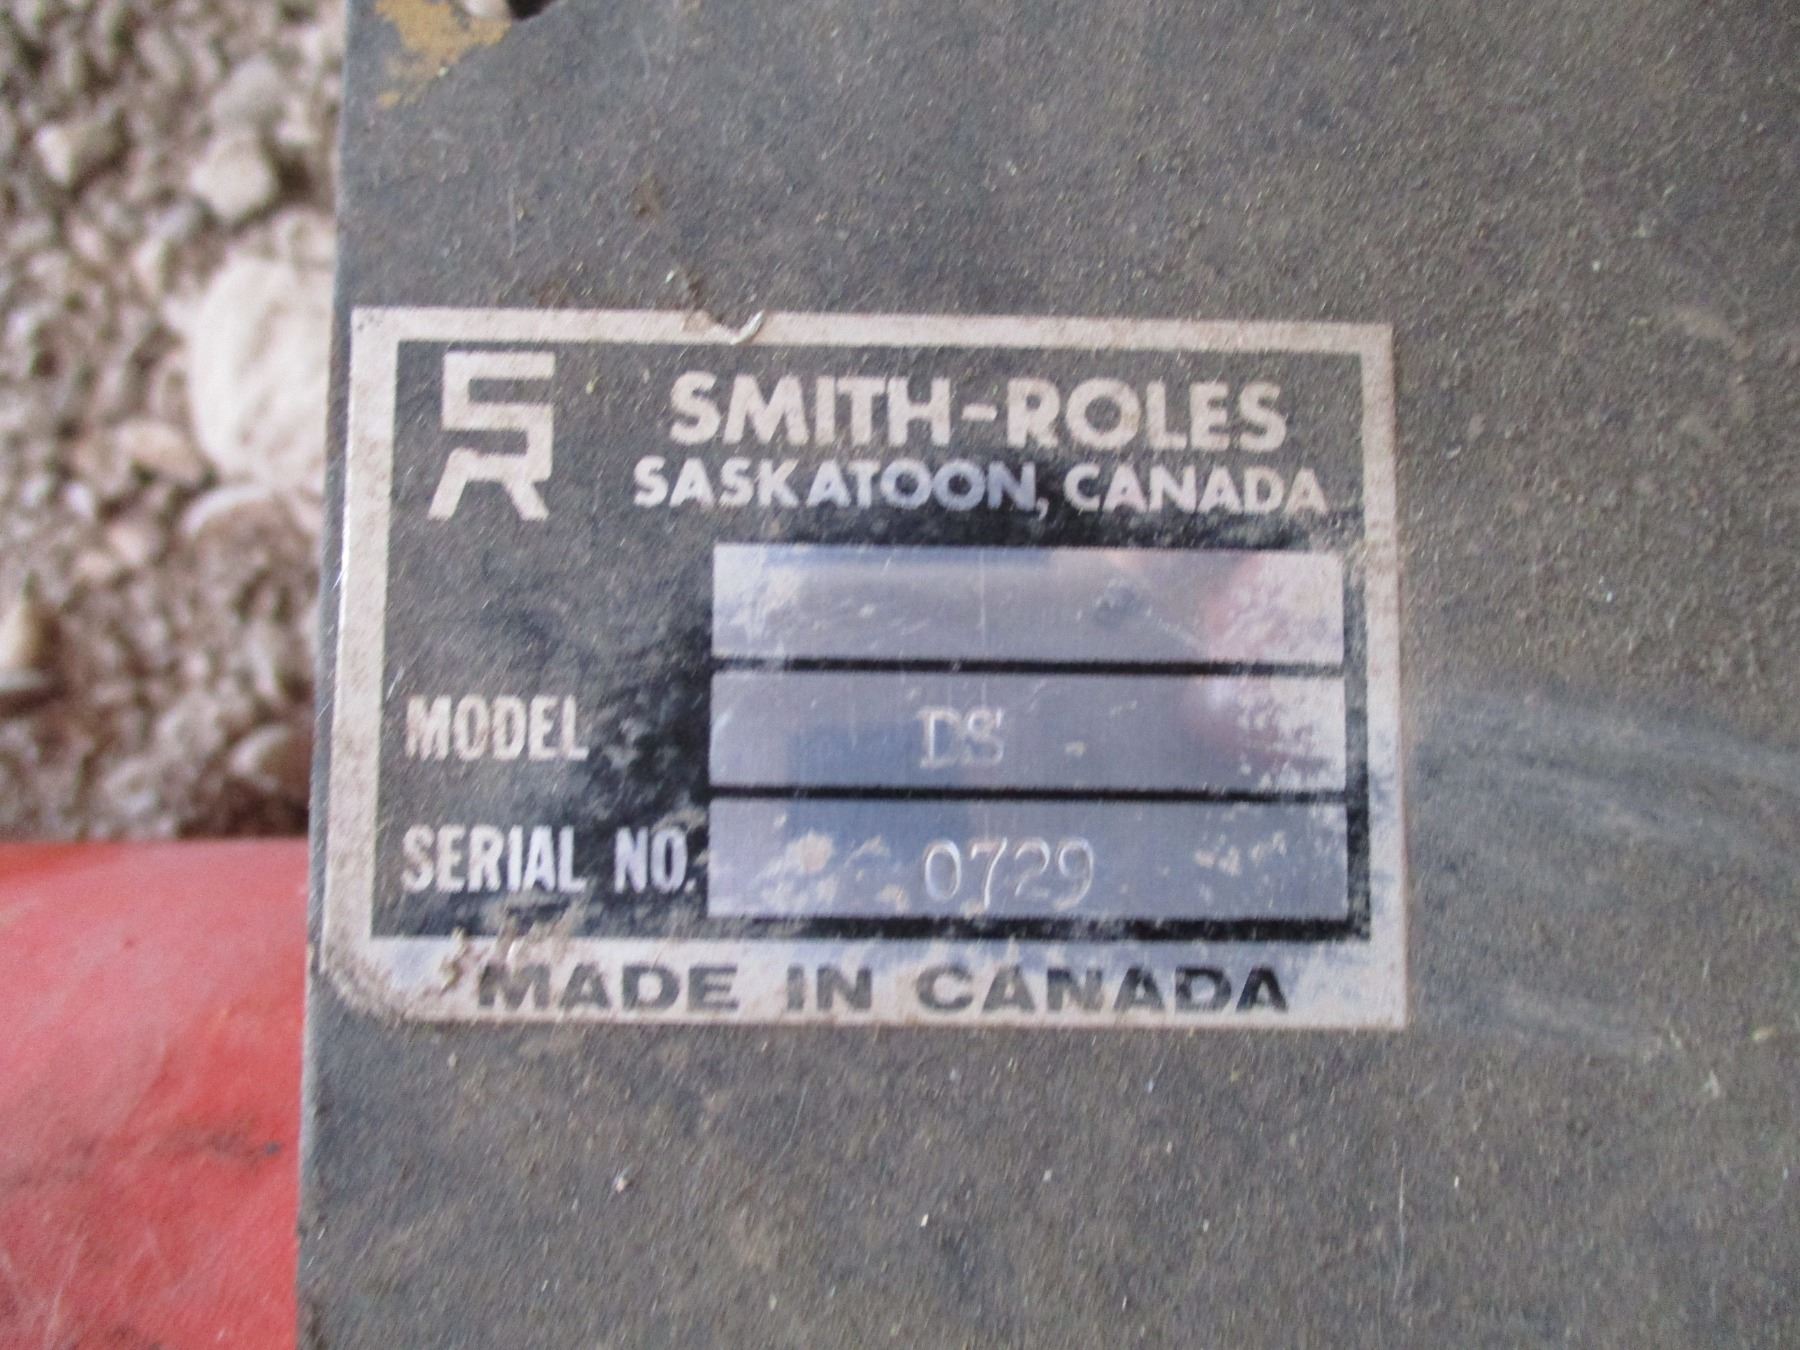 SR
SMITH-ROLES
SASKATOON, CANADA
MODEL DS
SERIAL NO. 0729
MADE IN CANADA